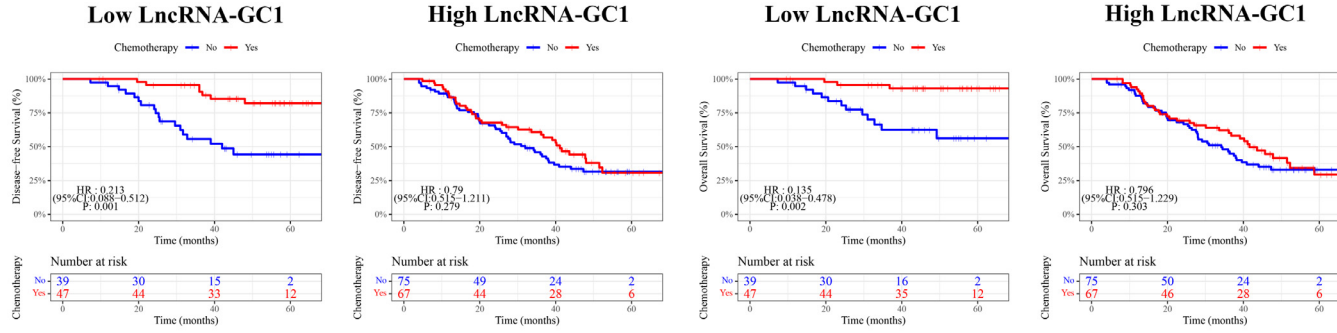 Low LncRNA-GC1
Chemotherapy No Yes
Disease-free Survival (%)
100%
75%
50%
25%
0%
HR : 0.213
(95%CI:0.088−0.512)
P: 0.001
0 20 40 60
Time (months)
Number at risk
Chemotherapy
No 39 30 15 2
Yes 47 44 33 12
0 20 40 60
Time (months)
High LncRNA-GC1
Chemotherapy No Yes
Disease-free Survival (%)
100%
75%
50%
25%
0%
HR : 0.79
(95%CI:0.515−1.211)
P: 0.279
0 20 40 60
Time (months)
Number at risk
Chemotherapy
No 75 49 24 2
Yes 67 44 28 6
0 20 40 60
Time (months)
Low LncRNA-GC1
Chemotherapy No Yes
Overall Survival (%)
100%
75%
50%
25%
0%
HR : 0.135
(95%CI:0.038−0.478)
P: 0.002
0 20 40 60
Time (months)
Number at risk
Chemotherapy
No 39 30 16 2
Yes 47 44 35 12
0 20 40 60
Time (months)
High LncRNA-GC1
Chemotherapy No Yes
Overall Survival (%)
100%
75%
50%
25%
0%
HR : 0.796
(95%CI:0.515−1.229)
P: 0.303
0 20 40 60
Time (months)
Number at risk
Chemotherapy
No 75 50 24 2
Yes 67 46 28 6
0 20 40 60
Time (months)